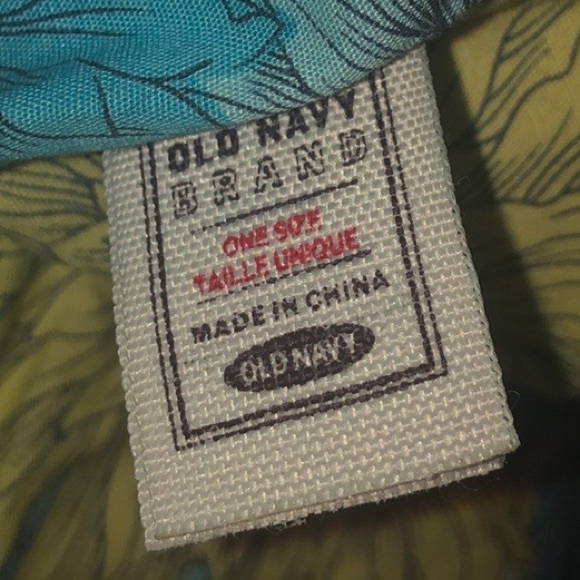 OLD NAVY
BRAND
ONE SIZE
TAILLE UNIQUE
MADE IN CHINA
OLD NAVY